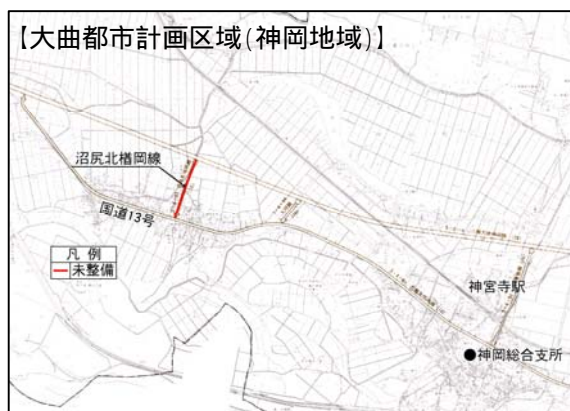 【大曲都市計画区域(神岡地域)】
沼尻北楢岡線
国道13号
凡 例
未整備
神宮寺駅
●神岡総合支所